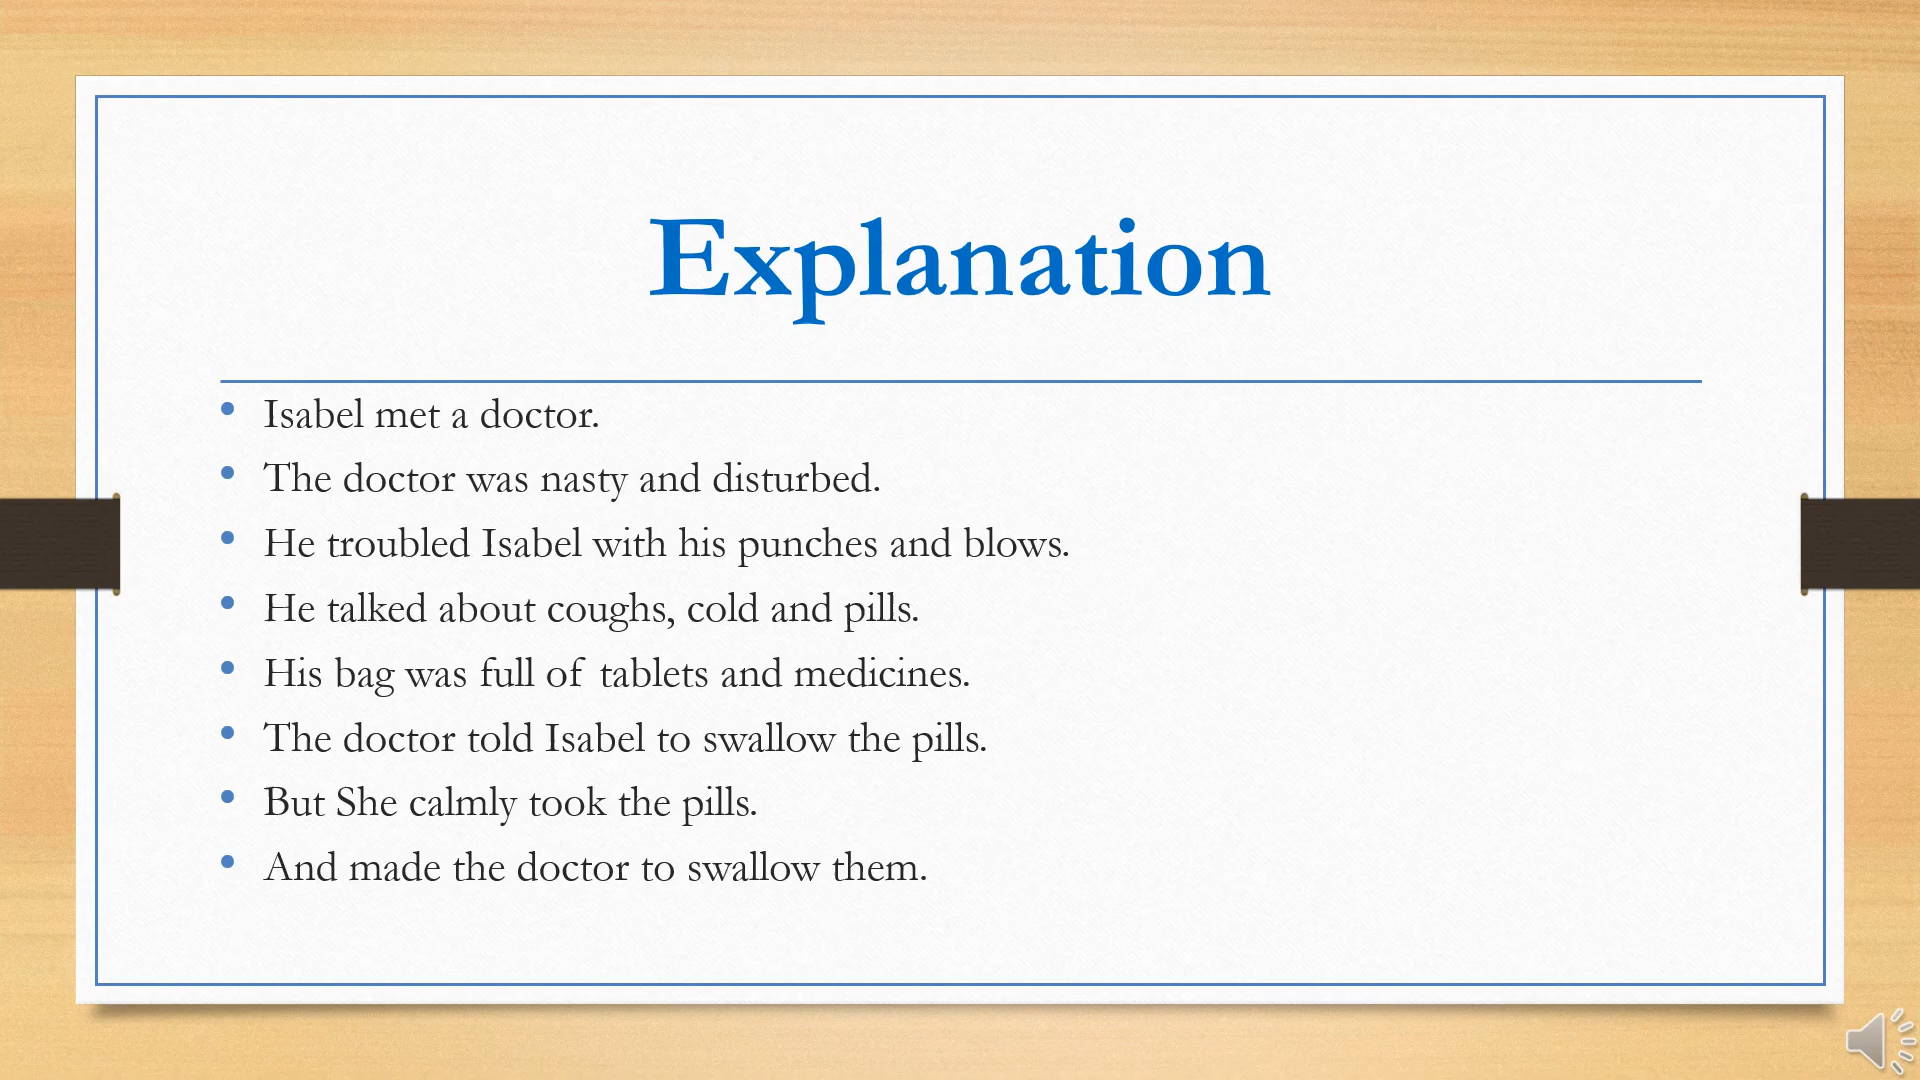 Explanation
• Isabel met a doctor.
• The doctor was nasty and disturbed.
• He troubled Isabel with his punches and blows.
• He talked about coughs, cold and pills.
• His bag was full of tablets and medicines.
• The doctor told Isabel to swallow the pills.
• But She calmly took the pills.
• And made the doctor to swallow them.